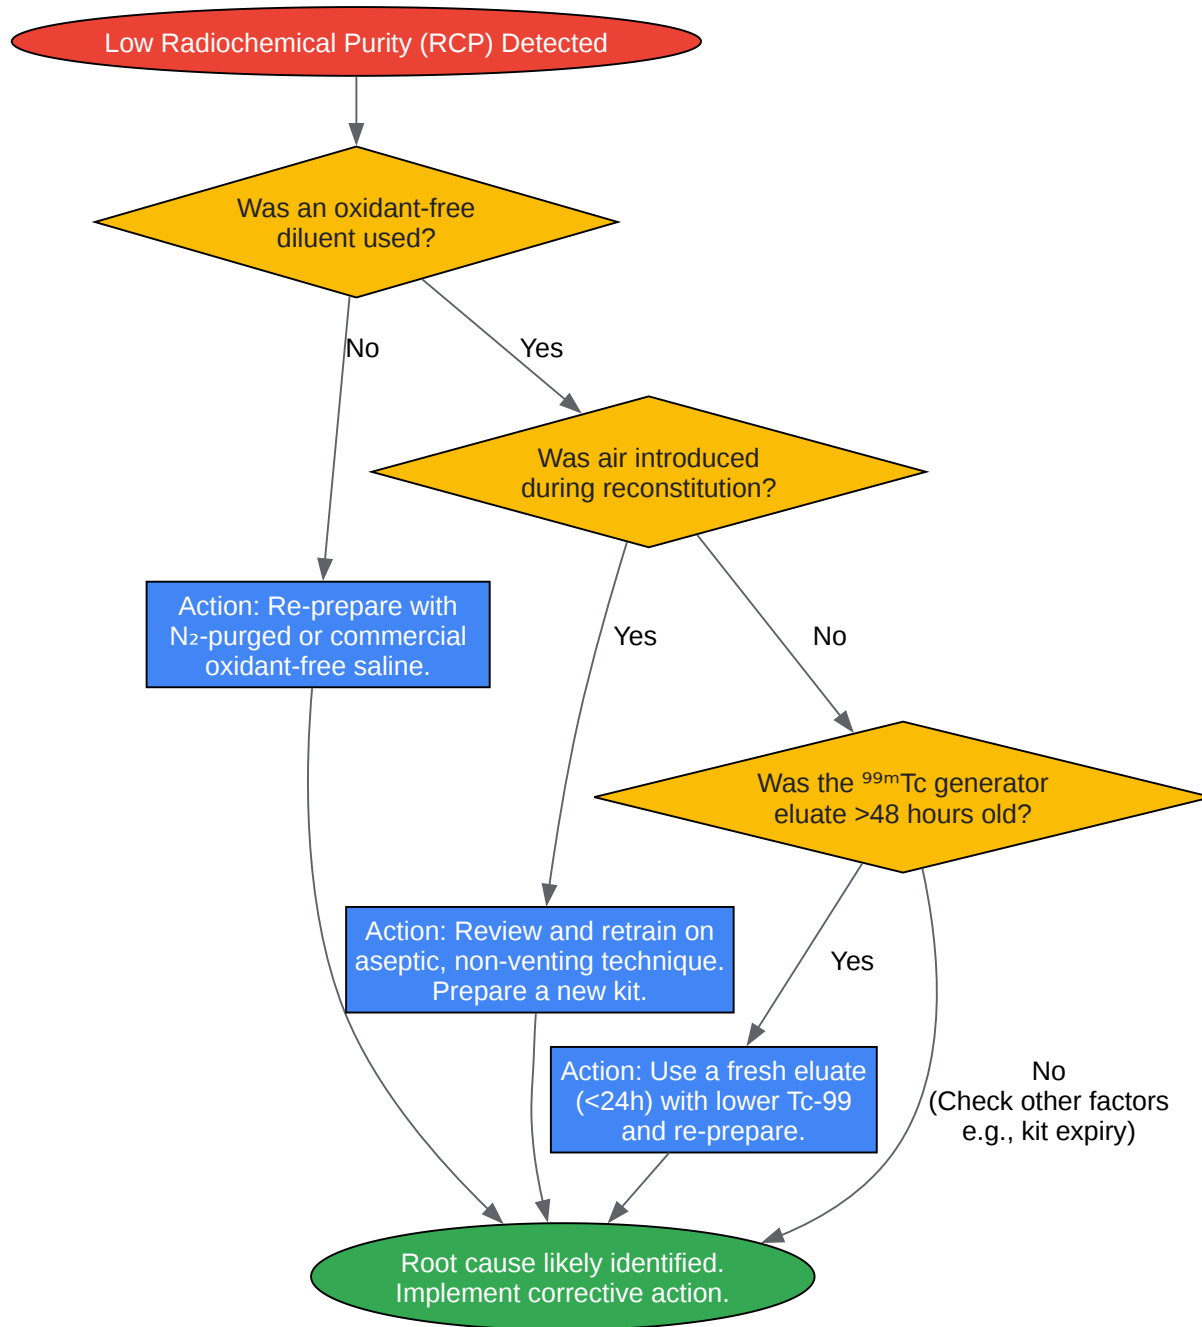 Low Radiochemical Purity (RCP) Detected
Was an oxidant-free
diluent used?
No
Yes
Was air introduced
during reconstitution?
Action: Re-prepare with
N₂-purged or commercial
oxidant-free saline.
Yes
No
Was the ⁹⁹ᵐTc generator
eluate >48 hours old?
Action: Review and retrain on
aseptic, non-venting technique.
Prepare a new kit.
Yes
Action: Use a fresh eluate
(<24h) with lower Tc-99
and re-prepare.
No
(Check other factors
e.g., kit expiry)
Root cause likely identified.
Implement corrective action.